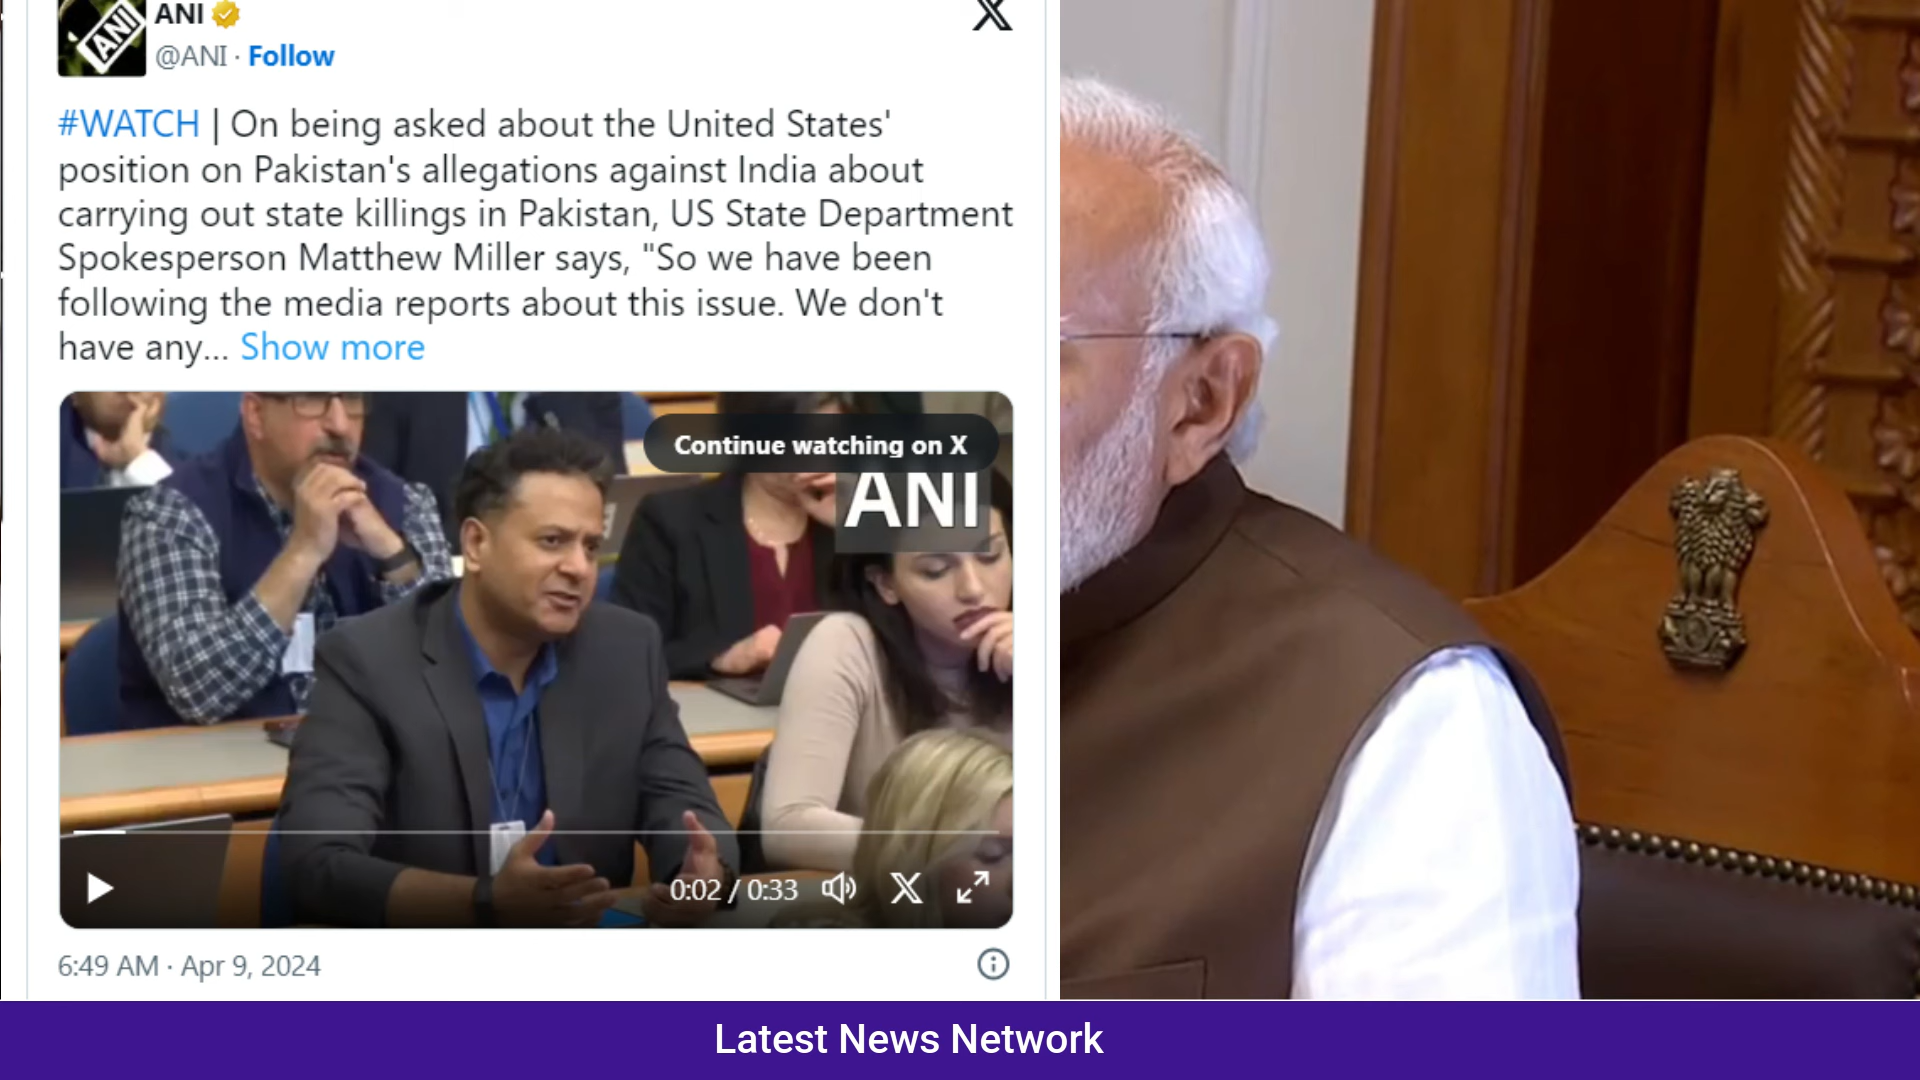 ANI
ANI
@ANI · Follow
#WATCH | On being asked about the United States'
position on Pakistan's allegations against India about
carrying out state killings in Pakistan, US State Department
Spokesperson Matthew Miller says, "So we have been
following the media reports about this issue. We don't
have any... Show more
Continue watching on X
ANI
0:02 / 0:33
6:49 AM · Apr 9, 2024
Latest News Network